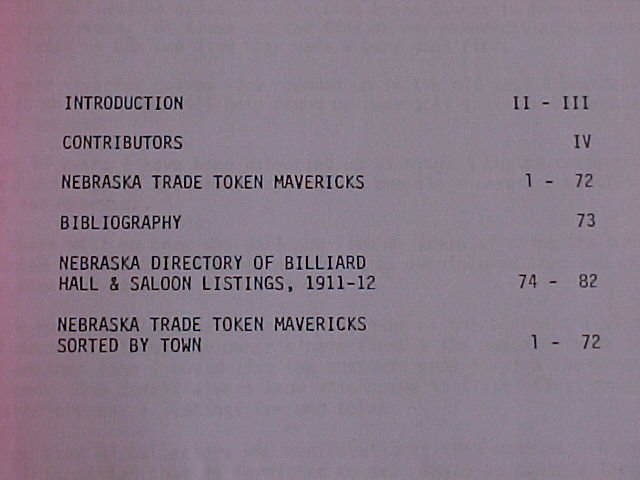 INTRODUCTION II - III
CONTRIBUTORS IV
NEBRASKA TRADE TOKEN MAVERICKS 1 - 72
BIBLIOGRAPHY 73
NEBRASKA DIRECTORY OF BILLIARD
HALL & SALOON LISTINGS, 1911-12 74 - 82
NEBRASKA TRADE TOKEN MAVERICKS
SORTED BY TOWN 1 - 72